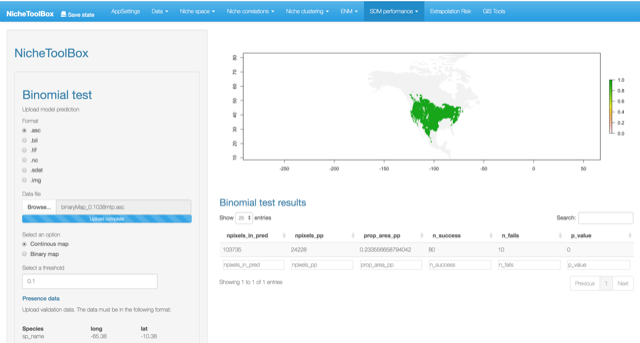 NicheToolBox
Save state
AppSettings
Data
Niche space
Niche correlations
Niche clustering
ENM
SDM performance
Extrapolation Risk
GIS Tools
NicheToolBox
Binomial test
Upload model prediction
Format
.asc
.bil
.tif
.nc
.sdat
.img
Data file
Browse...
binaryMap_0.1038mtp.asc
Upload complete
Select an option
Continous map
Binary map
Select a threshold
0.1
Presence data
Upload validation data. The data must be in the following format:
Species long lat
sp_name -65.38 -10.38
80
70
60
50
40
30
20
10
-250 -200 -150 -100 -50 0 50
1.0
0.8
0.6
0.4
0.2
0.0
Binomial test results
Show 25 entries
Search:
npixels_in_pred npixels_pp prop_area_pp n_success n_fails p_value
103735 24228 0.233556658794042 80 10 0
npixels_in_pred npixels_pp prop_area_pp n_success n_fails p_value
Showing 1 to 1 of 1 entries
Previous 1 Next